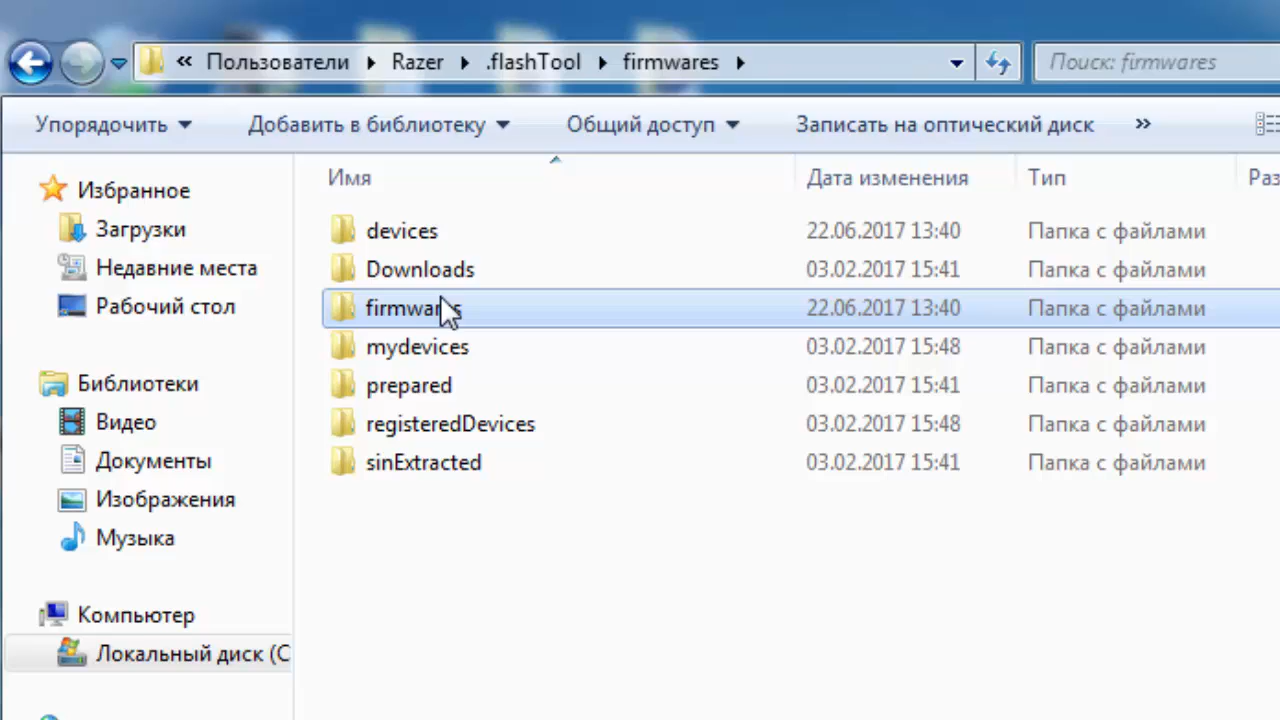 « Пользователи Razer .flashTool firmwares
Поиск: firmwares
Упорядочить Добавить в библиотеку Общий доступ Записать на оптический диск »
Имя Дата изменения Тип Раз
Избранное
Загрузки
Недавние места
Рабочий стол
Библиотеки
Видео
Документы
Изображения
Музыка
Компьютер
Локальный диск (C
devices 22.06.2017 13:40 Папка с файлами
Downloads 03.02.2017 15:41 Папка с файлами
firmwares 22.06.2017 13:40 Папка с файлами
mydevices 03.02.2017 15:48 Папка с файлами
prepared 03.02.2017 15:41 Папка с файлами
registeredDevices 03.02.2017 15:48 Папка с файлами
sinExtracted 03.02.2017 15:41 Папка с файлами